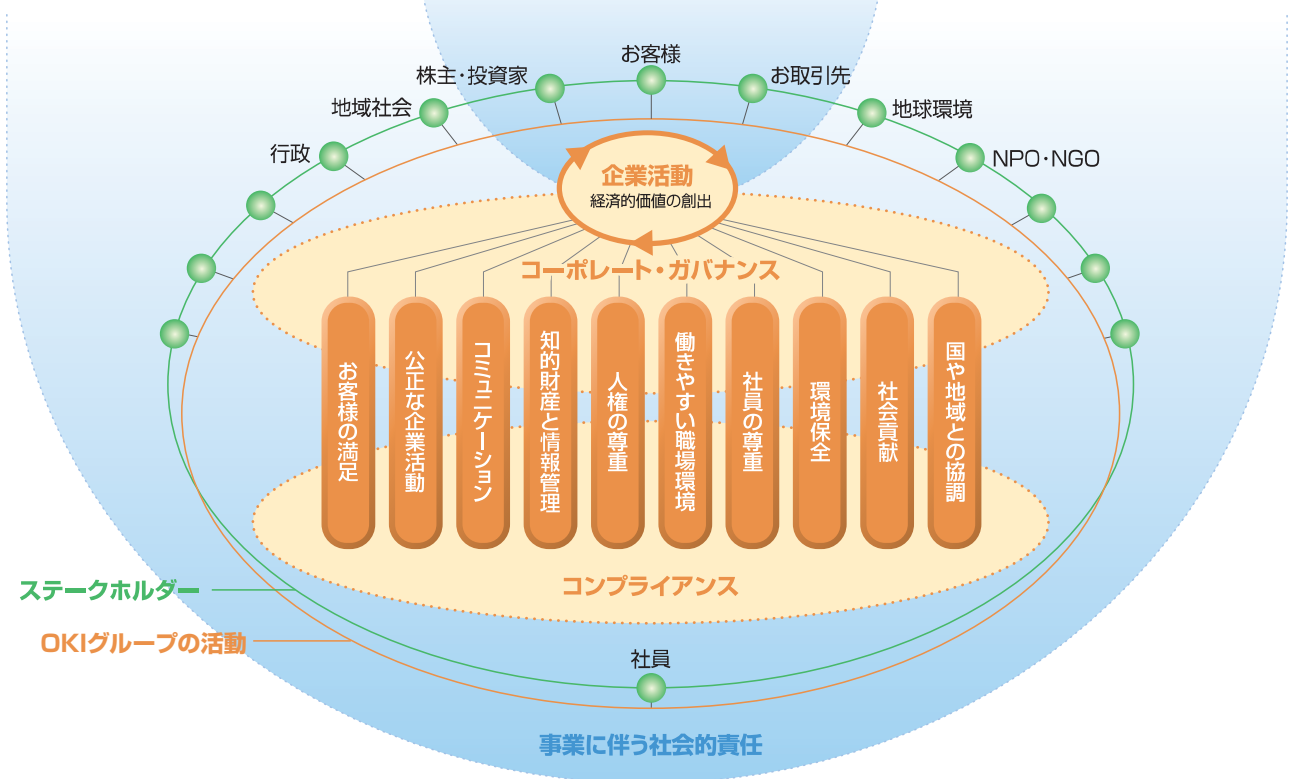 お客様
株主・投資家
お取引先
地域社会
地球環境
行政
NPO・NGO
企業活動
経済的価値の創出
コーポレート・ガバナンス
お客様の満足
公正な企業活動
コミュニケーション
知的財産と情報管理
人権の尊重
働きやすい職場環境
社員の尊重
環境保全
社会貢献
国や地域との協調
コンプライアンス
ステークホルダー
OKIグループの活動
社員
事業に伴う社会的責任